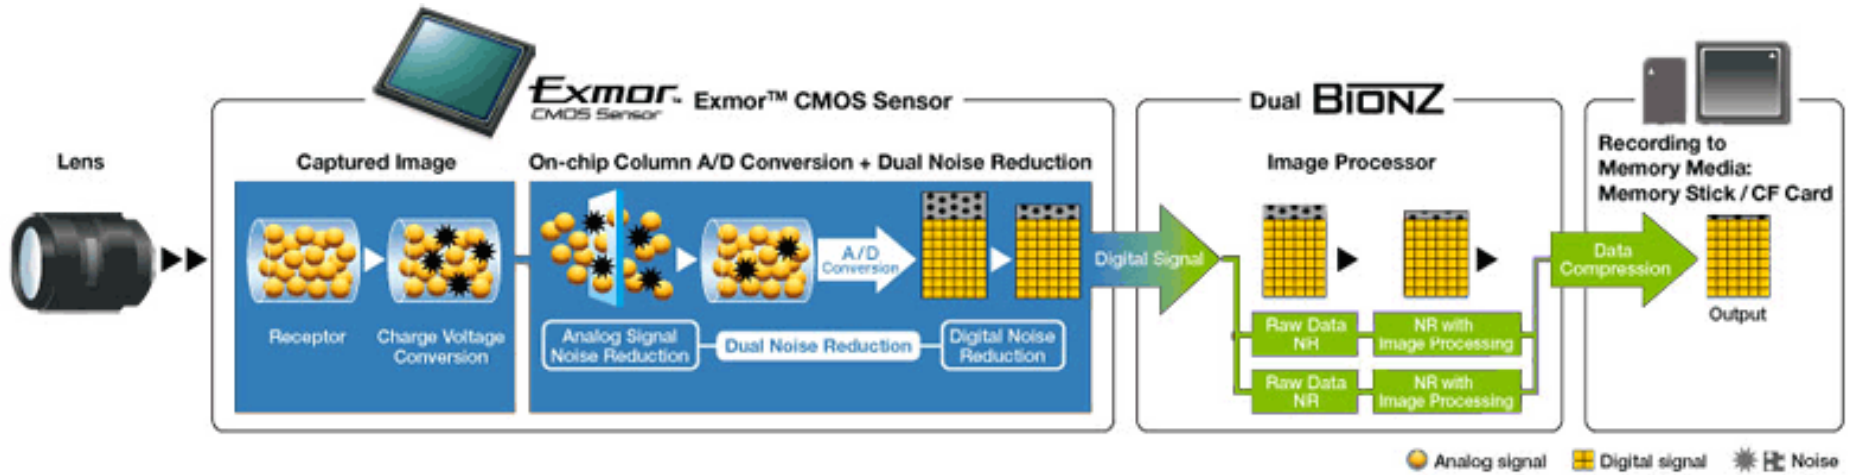 Exmor™
CMOS Sensor
Exmor™ CMOS Sensor
Dual BIONZ
Lens
Captured Image
On-chip Column A/D Conversion + Dual Noise Reduction
Image Processor
Recording to
Memory Media:
Memory Stick / CF Card
A/D
Conversion
Digital Signal
Data
Compression
Receptor
Charge Voltage
Conversion
Analog Signal
Noise Reduction
Dual Noise Reduction
Digital Noise
Reduction
Raw Data
NR
NR with
Image Processing
Raw Data
NR
NR with
Image Processing
Output
Analog signal
Digital signal
Noise